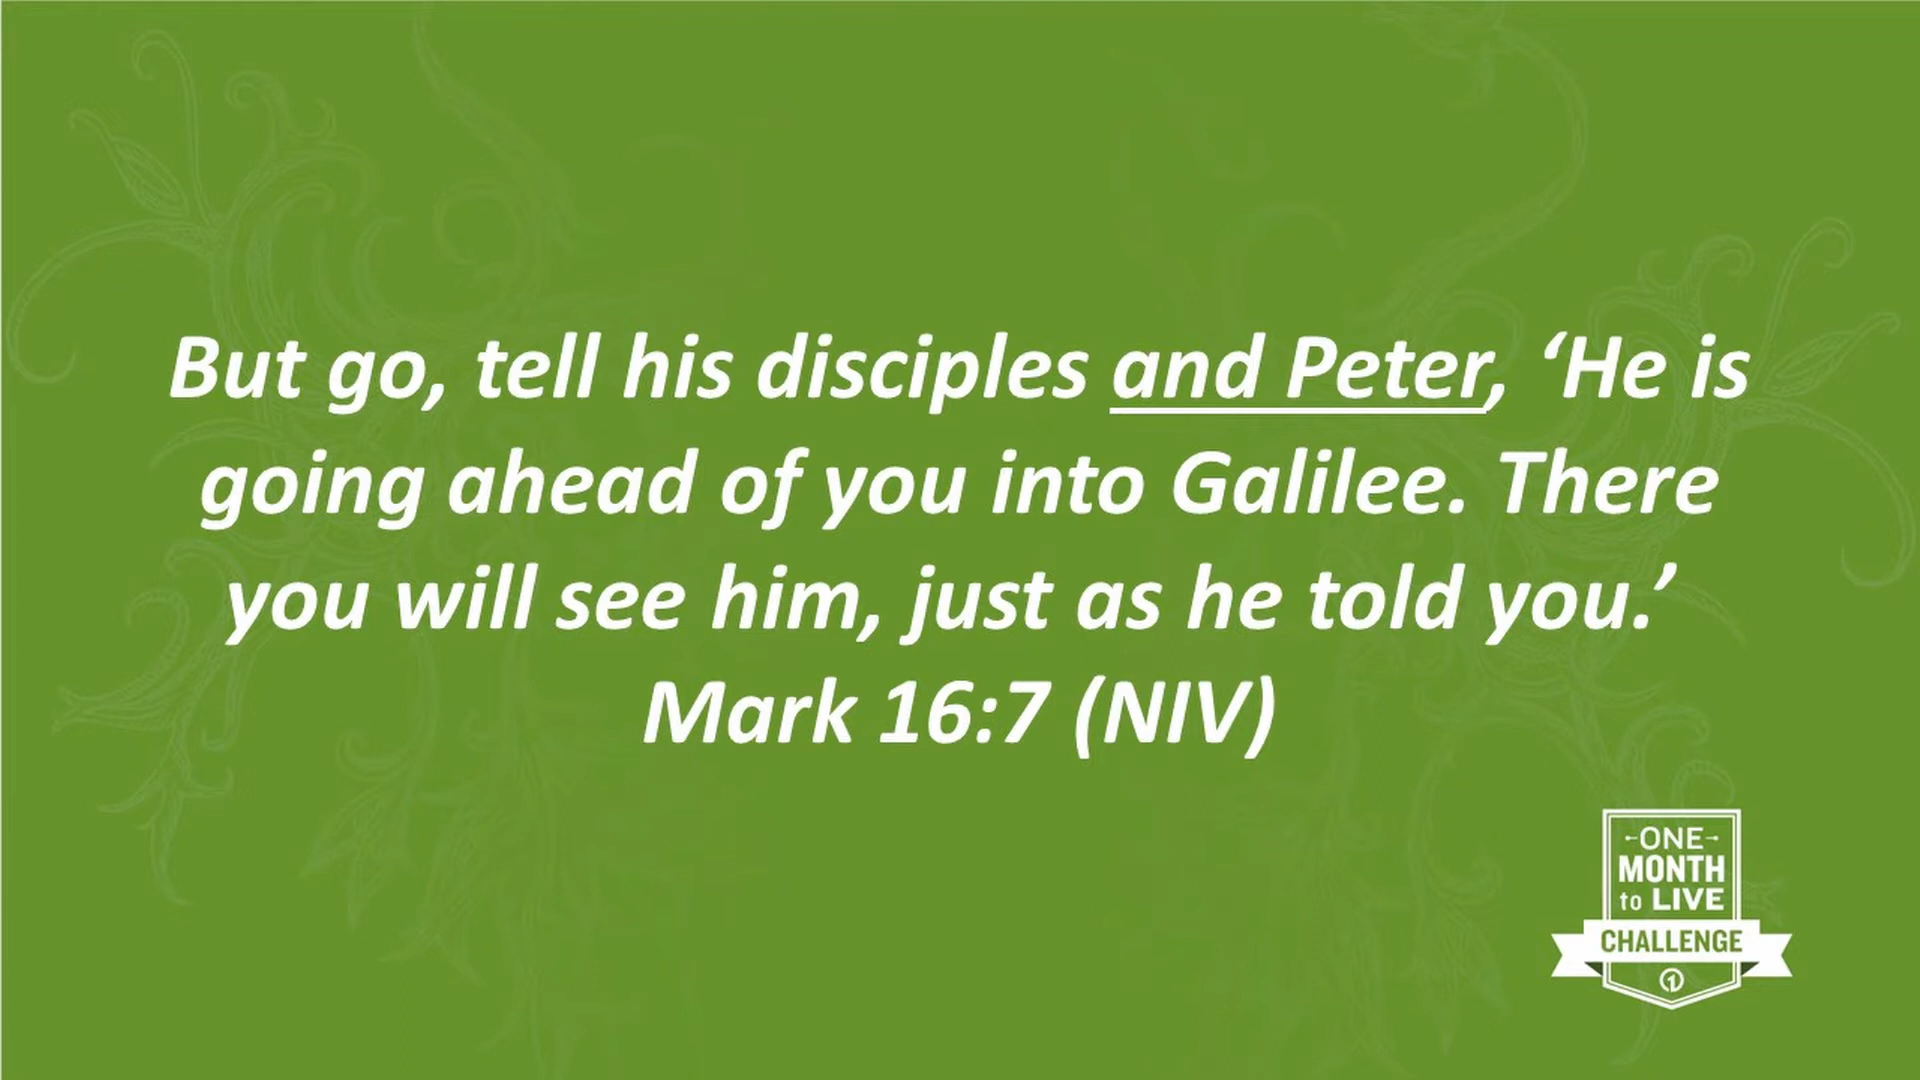 But go, tell his disciples and Peter, ‘He is
going ahead of you into Galilee. There
you will see him, just as he told you.’
Mark 16:7 (NIV)
ONE
MONTH
to LIVE
CHALLENGE
1